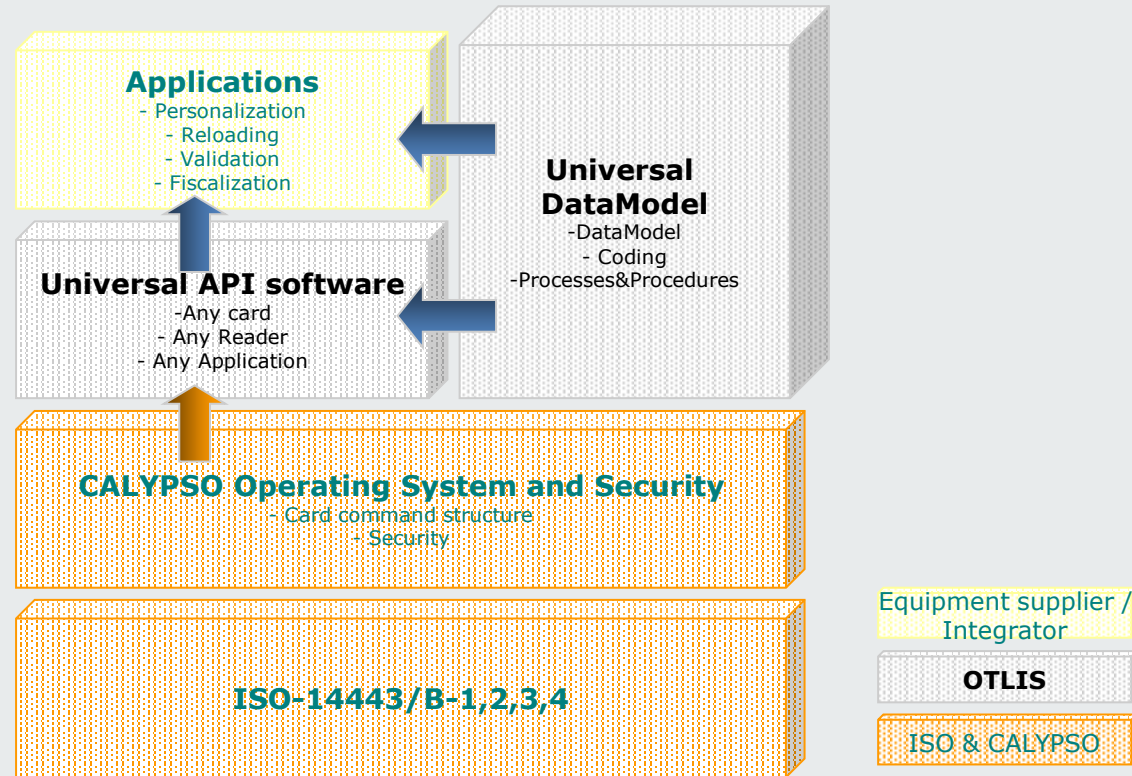 Applications
- Personalization
- Reloading
- Validation
- Fiscalization
Universal
DataModel
-DataModel
- Coding
-Processes&Procedures
Universal API software
-Any card
- Any Reader
- Any Application
CALYPSO Operating System and Security
- Card command structure
- Security
ISO-14443/B-1,2,3,4
Equipment supplier /
Integrator
OTLIS
ISO & CALYPSO